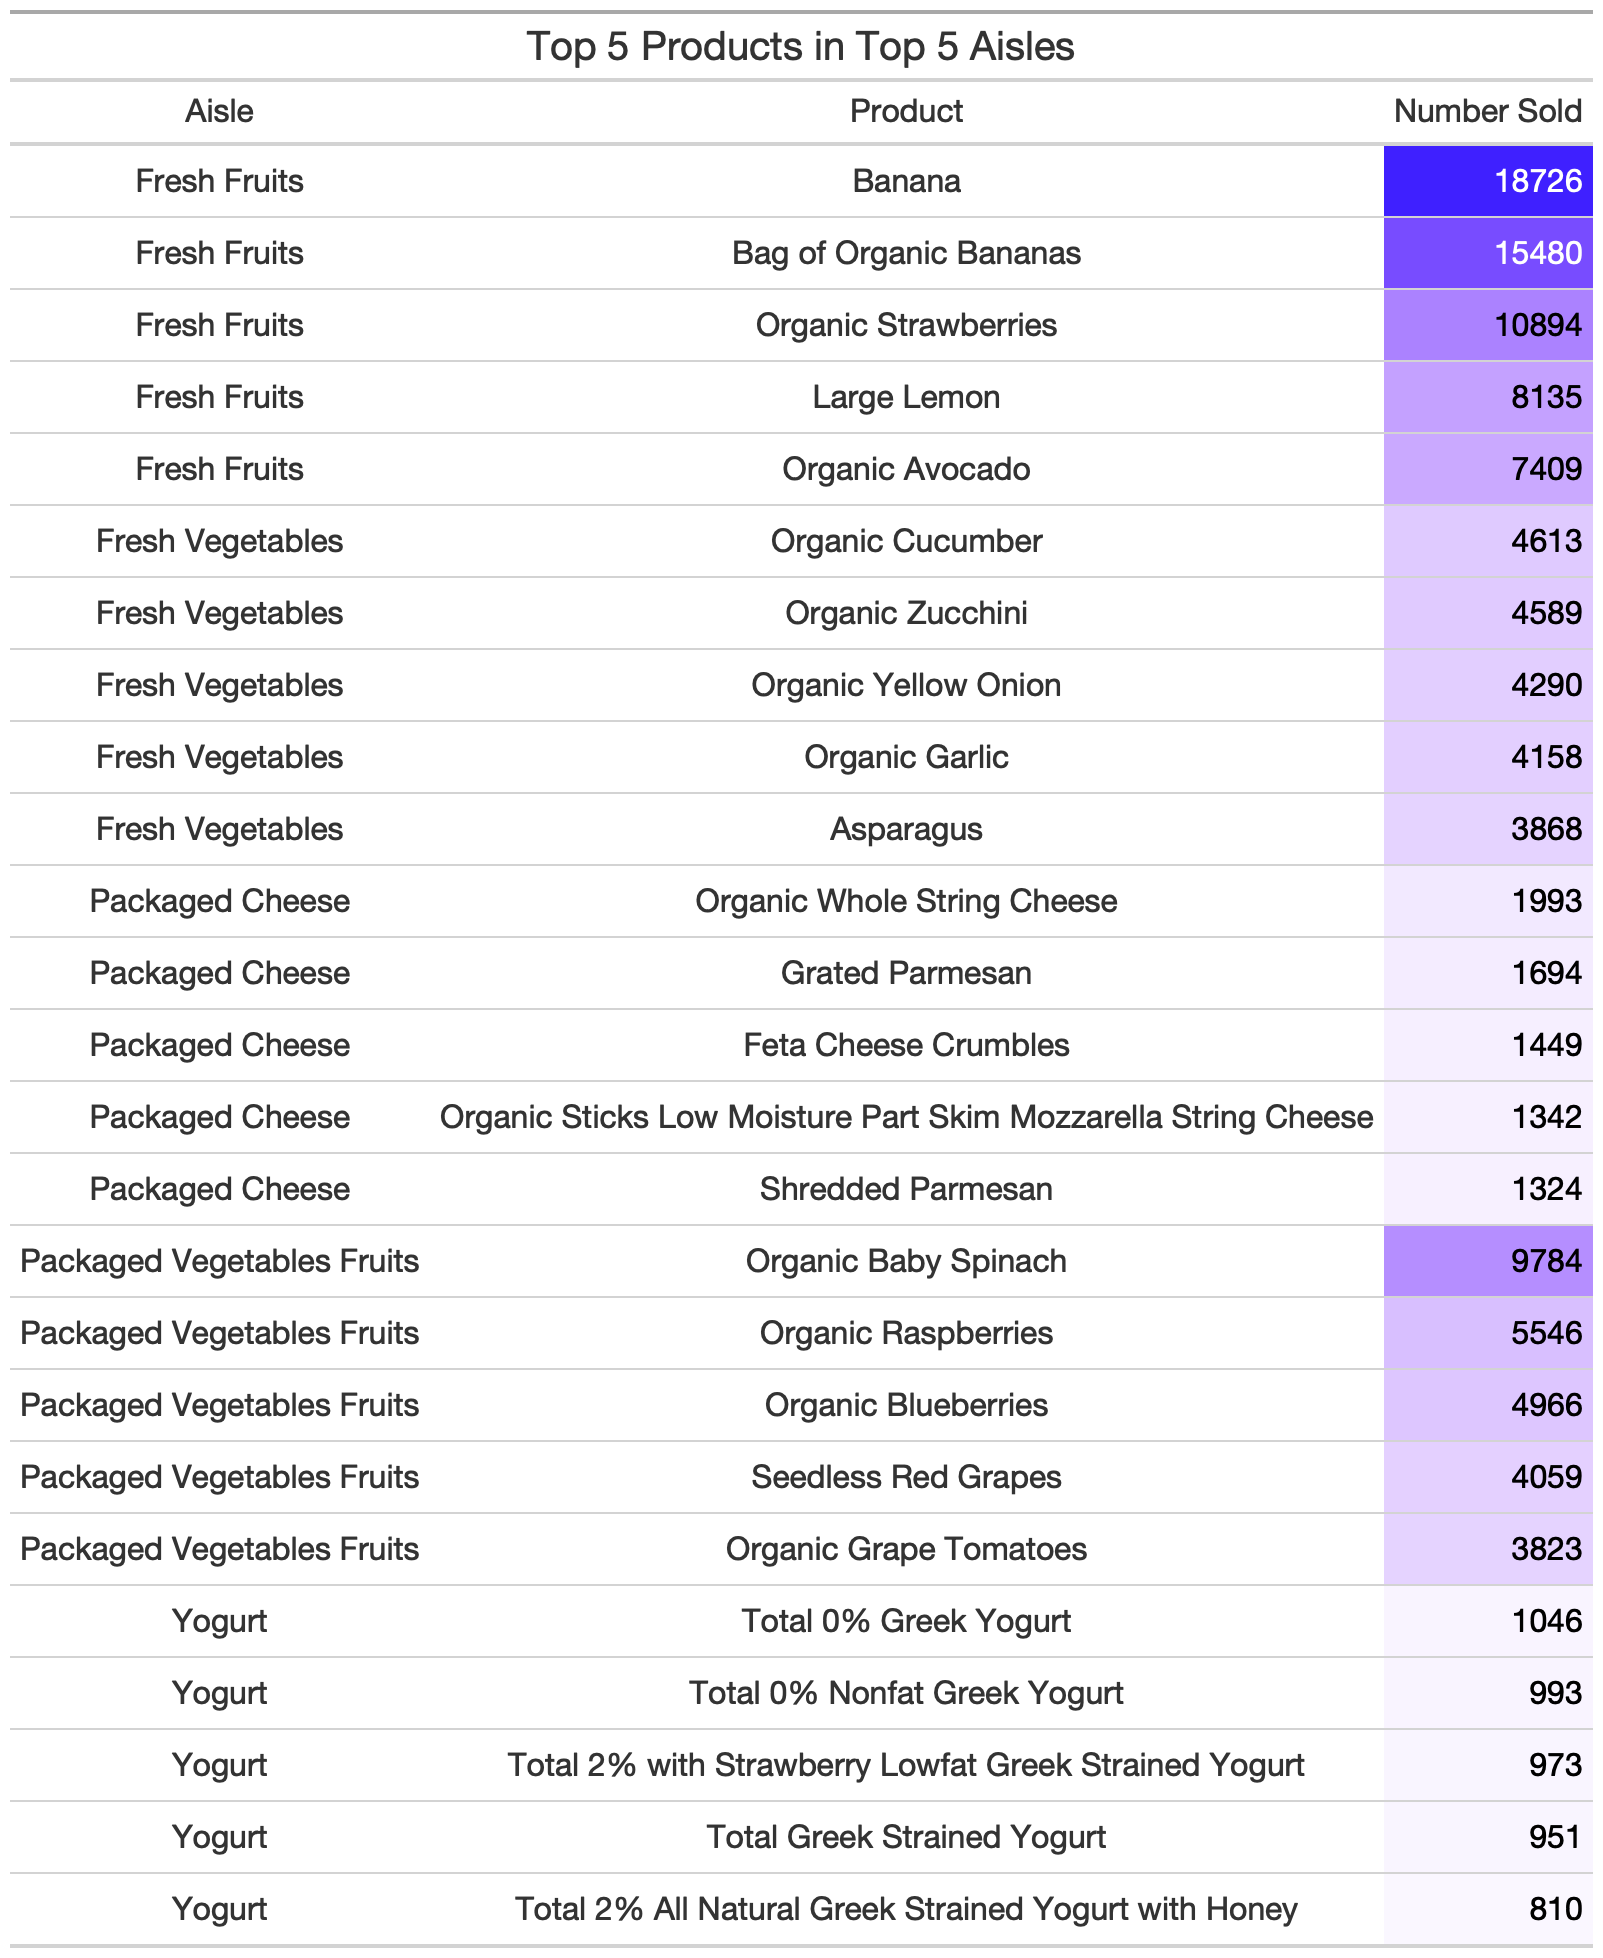 Top 5 Products in Top 5 Aisles
Aisle Product Number Sold
Fresh Fruits Banana 18726
Fresh Fruits Bag of Organic Bananas 15480
Fresh Fruits Organic Strawberries 10894
Fresh Fruits Large Lemon 8135
Fresh Fruits Organic Avocado 7409
Fresh Vegetables Organic Cucumber 4613
Fresh Vegetables Organic Zucchini 4589
Fresh Vegetables Organic Yellow Onion 4290
Fresh Vegetables Organic Garlic 4158
Fresh Vegetables Asparagus 3868
Packaged Cheese Organic Whole String Cheese 1993
Packaged Cheese Grated Parmesan 1694
Packaged Cheese Feta Cheese Crumbles 1449
Packaged Cheese Organic Sticks Low Moisture Part Skim Mozzarella String Cheese 1342
Packaged Cheese Shredded Parmesan 1324
Packaged Vegetables Fruits Organic Baby Spinach 9784
Packaged Vegetables Fruits Organic Raspberries 5546
Packaged Vegetables Fruits Organic Blueberries 4966
Packaged Vegetables Fruits Seedless Red Grapes 4059
Packaged Vegetables Fruits Organic Grape Tomatoes 3823
Yogurt Total 0% Greek Yogurt 1046
Yogurt Total 0% Nonfat Greek Yogurt 993
Yogurt Total 2% with Strawberry Lowfat Greek Strained Yogurt 973
Yogurt Total Greek Strained Yogurt 951
Yogurt Total 2% All Natural Greek Strained Yogurt with Honey 810